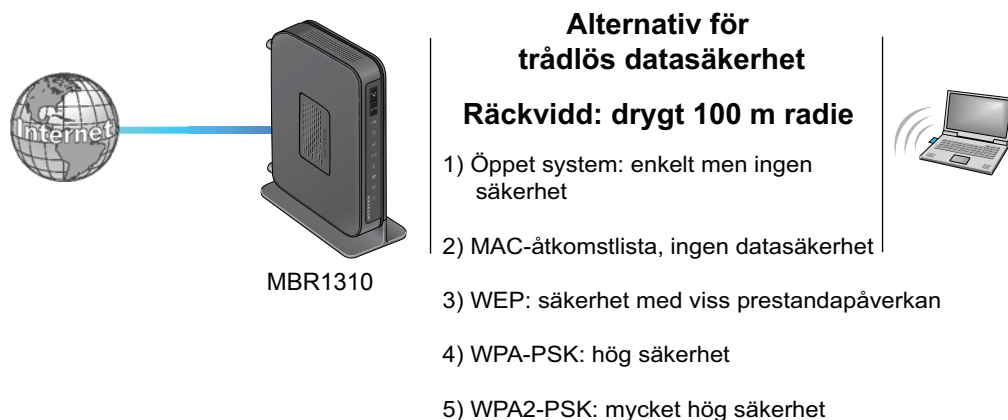 Alternativ för
trådlös datasäkerhet
Räckvidd: drygt 100 m radie
Internet
1) Öppet system: enkelt men ingen
säkerhet
2) MAC-åtkomstlista, ingen datasäkerhet
MBR1310
3) WEP: säkerhet med viss prestandapåverkan
4) WPA-PSK: hög säkerhet
5) WPA2-PSK: mycket hög säkerhet